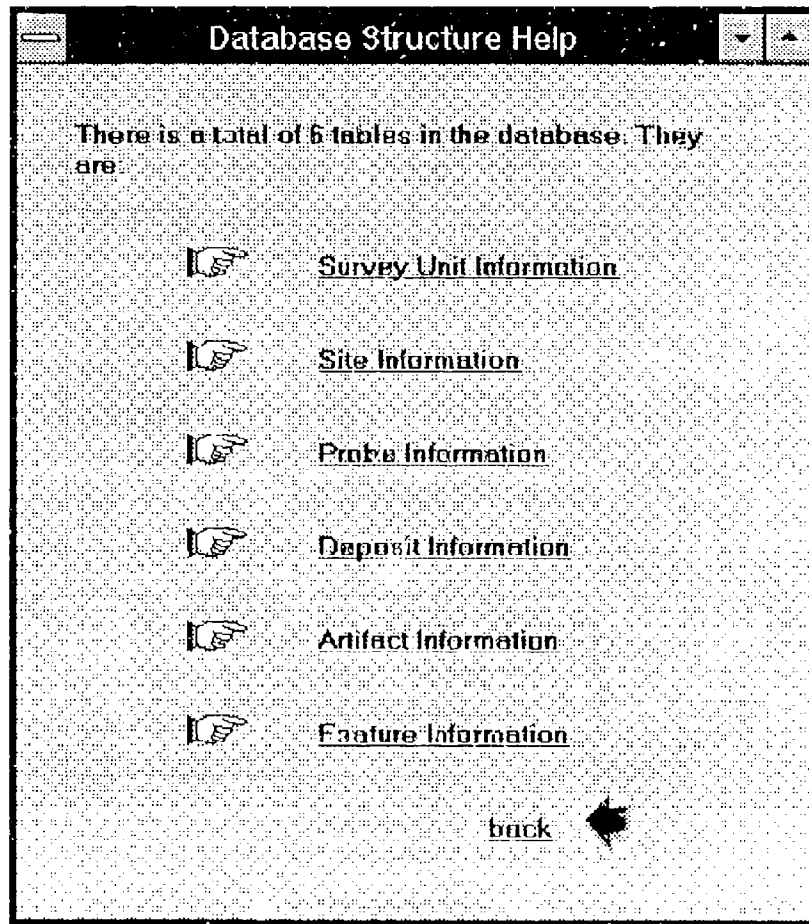 Database Structure Help
There is a total of 6 tables in the database. They
are:
Survey Unit Information
Site Information
Probe Information
Deposit Information
Artifact Information
Feature Information
back